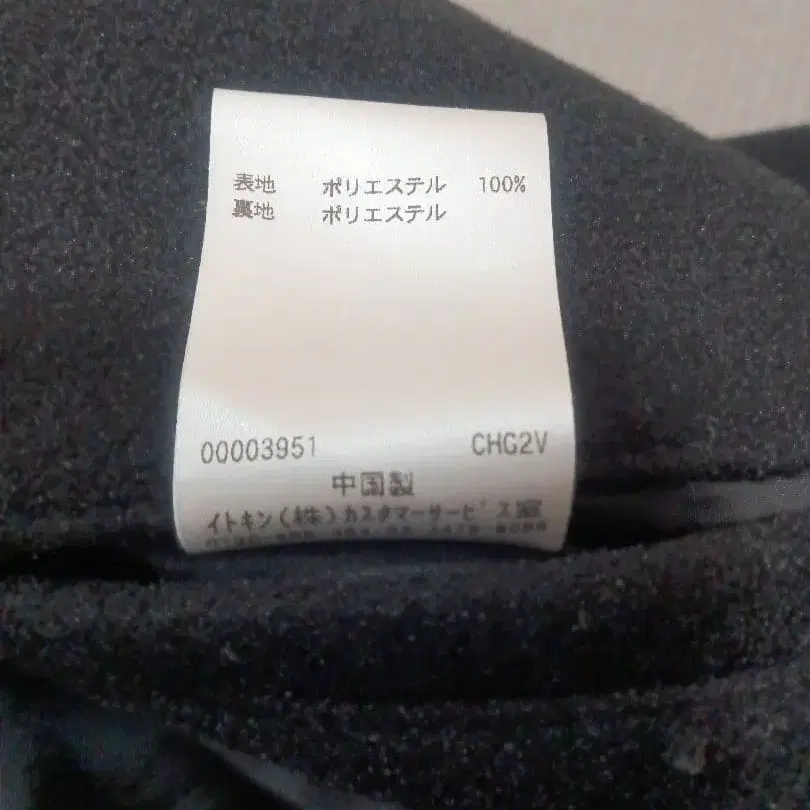 表地 ポリエステル 100%
裏地 ポリエステル
00003951 CHG2V
中国製
イトキン(株)カスタマーサービス室